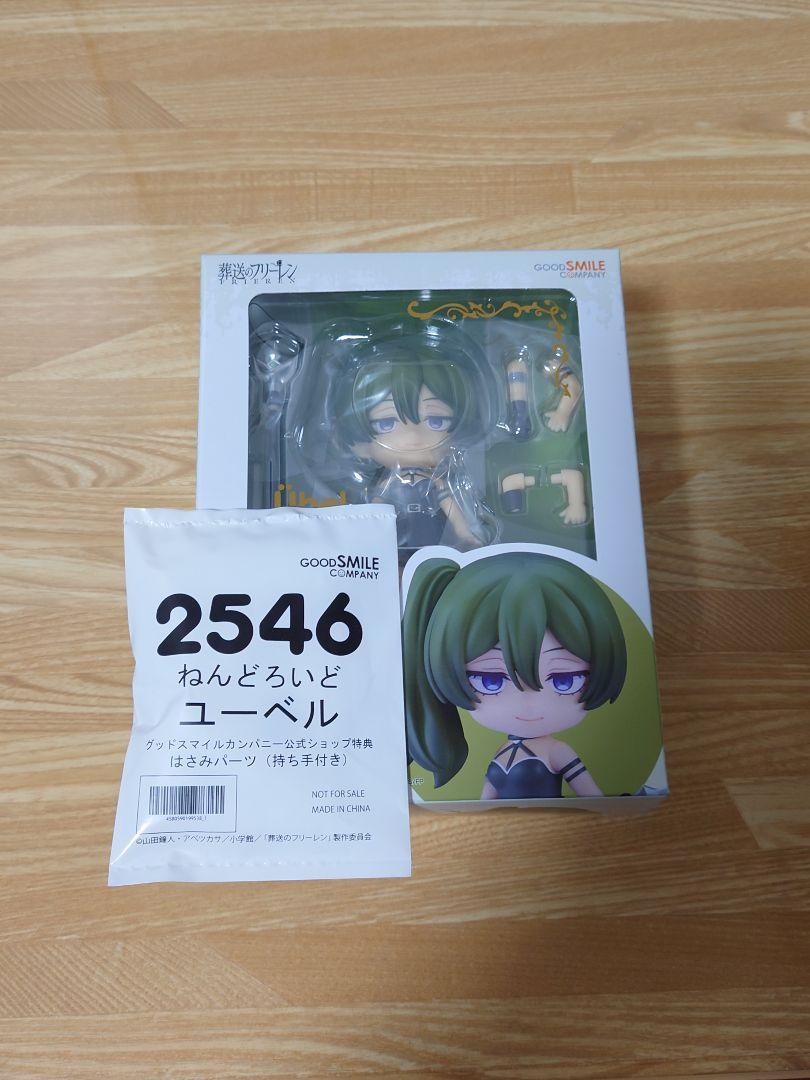 葬送のフリーレン
FRIEREN
GOOD SMILE
COMPANY
GOOD SMILE
COMPANY
2546
ねんどろいど
ユーベル
グッドスマイルカンパニー公式ショップ特典
はさみパーツ（持ち手付き）
NOT FOR SALE
MADE IN CHINA
©山田鐘人・アベツカサ／小学館／「葬送のフリーレン」製作委員会